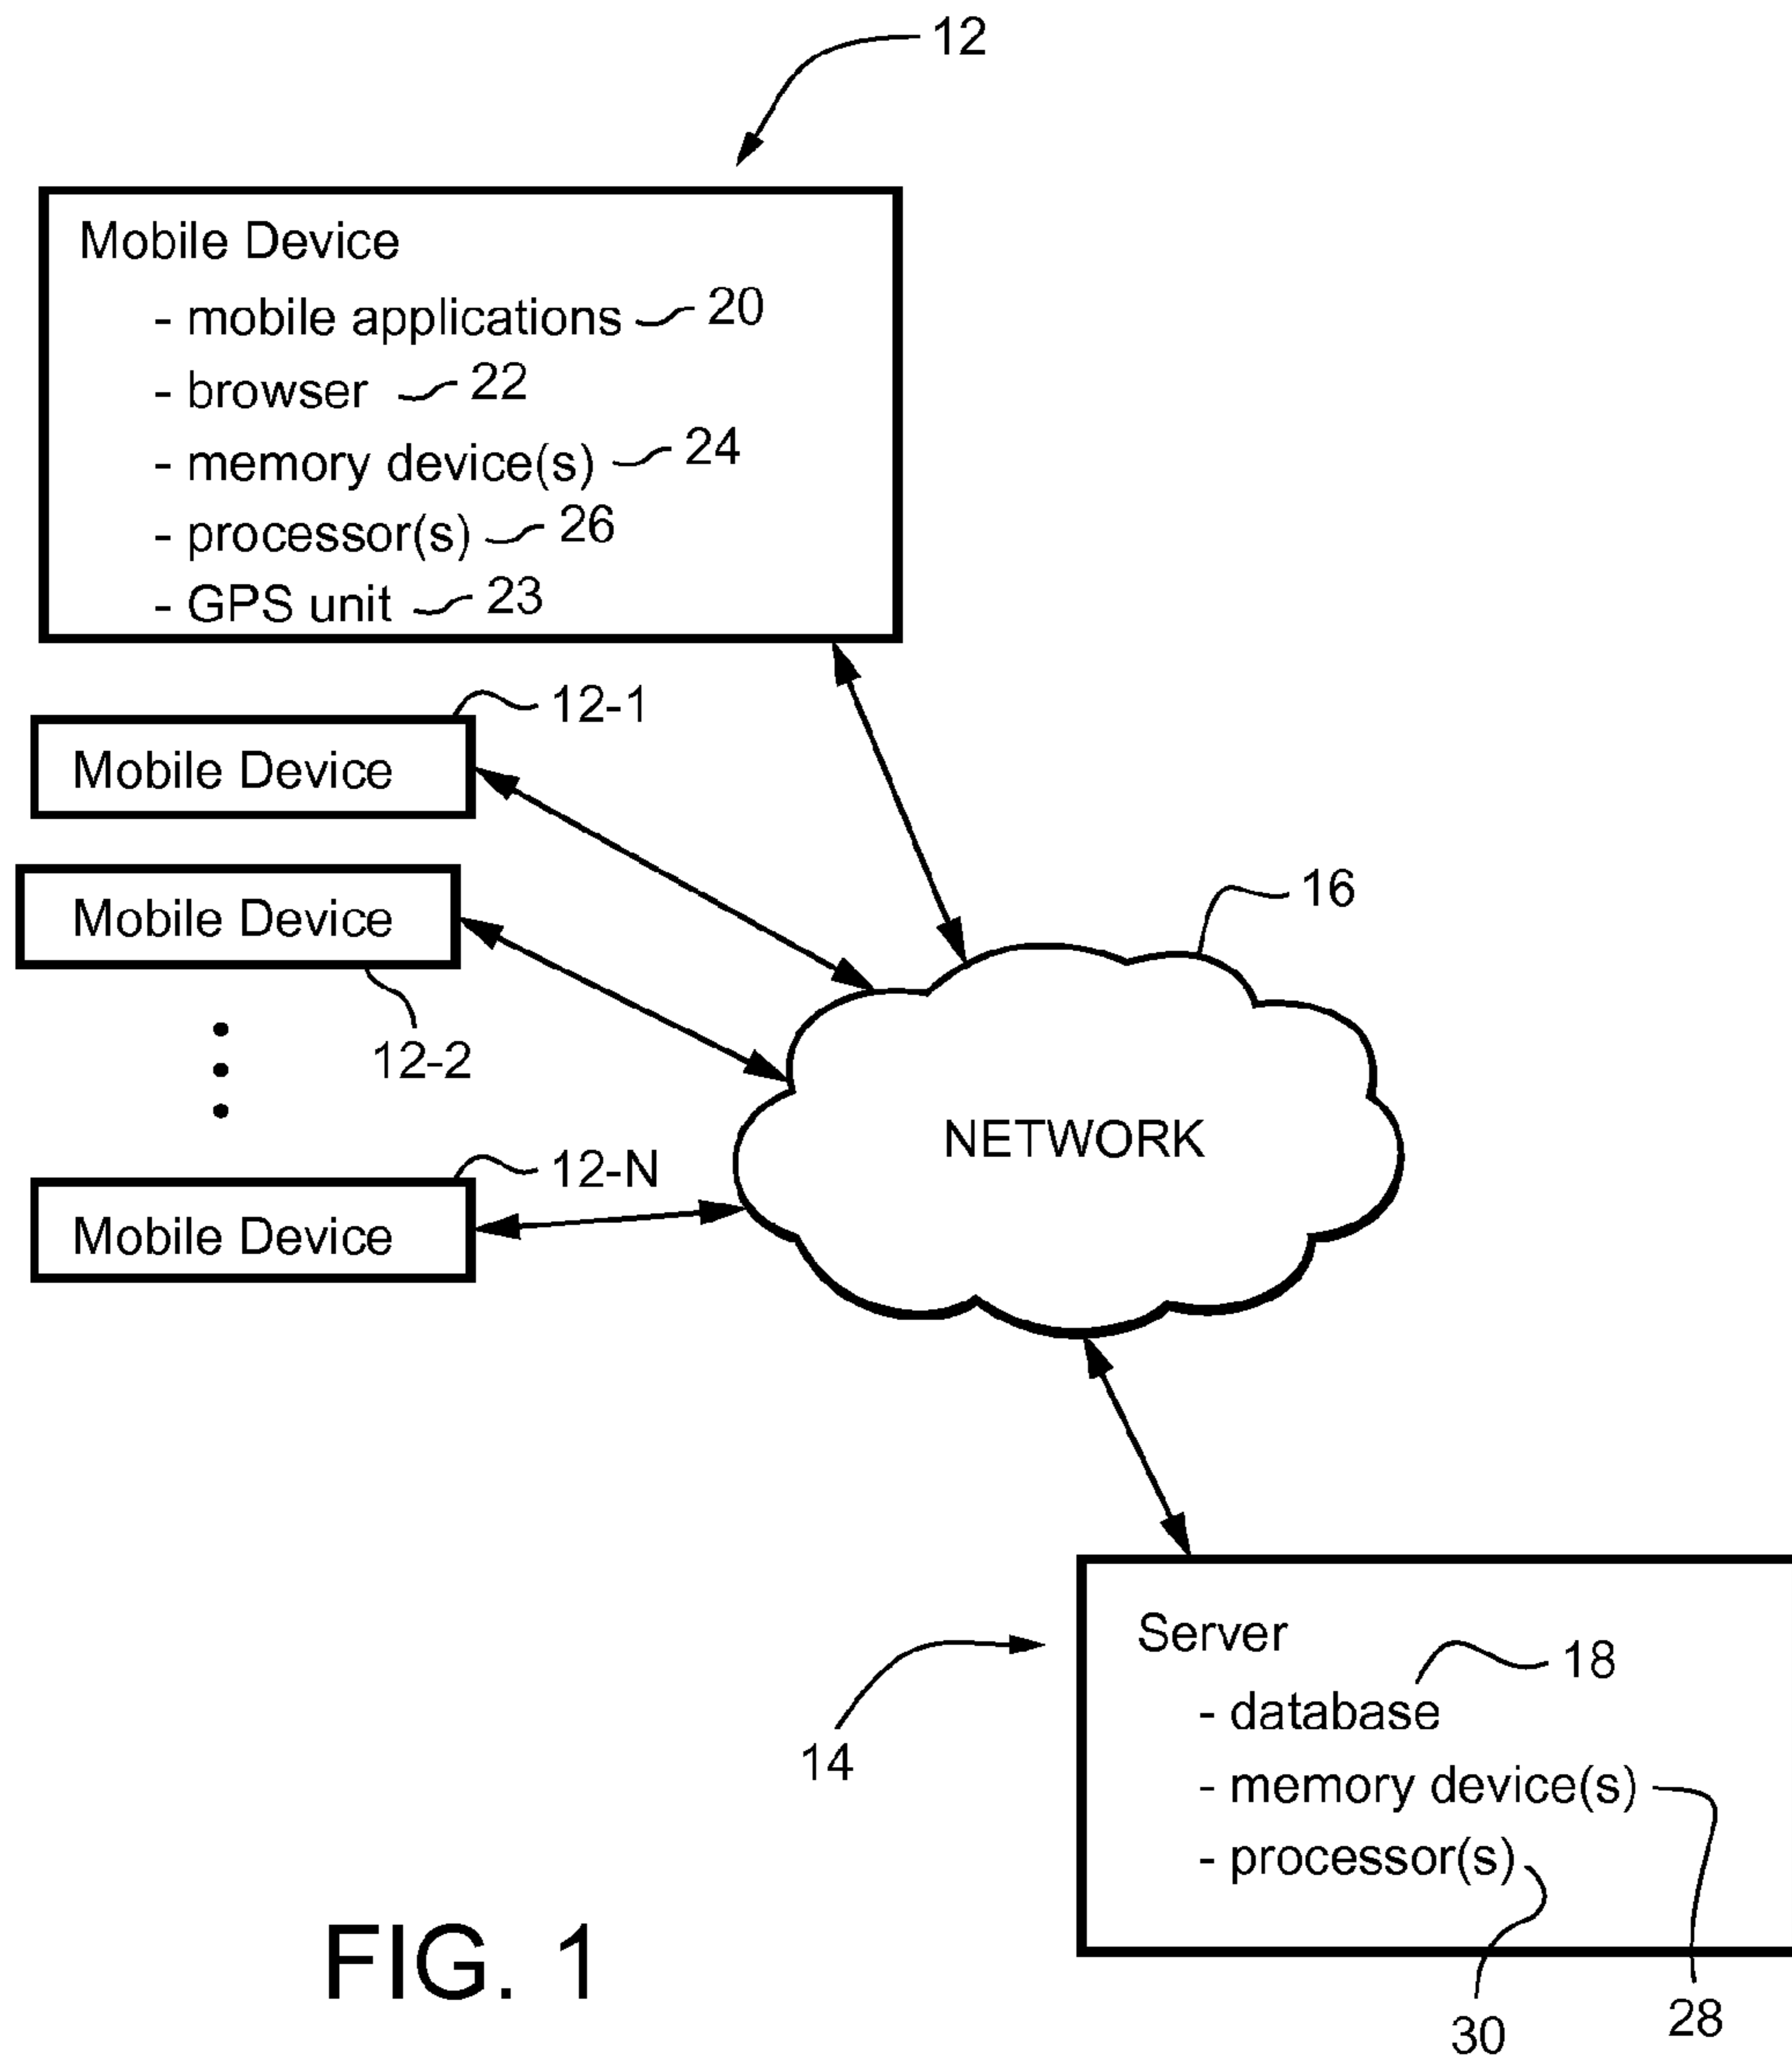 12
Mobile Device
- mobile applications 20
- browser 22
- memory device(s) 24
- processor(s) 26
- GPS unit 23
12-1
Mobile Device
Mobile Device
16
12-2
NETWORK
12-N
Mobile Device
Server
18
- database
14
- memory device(s)
- processor(s)
28
30
FIG. 1